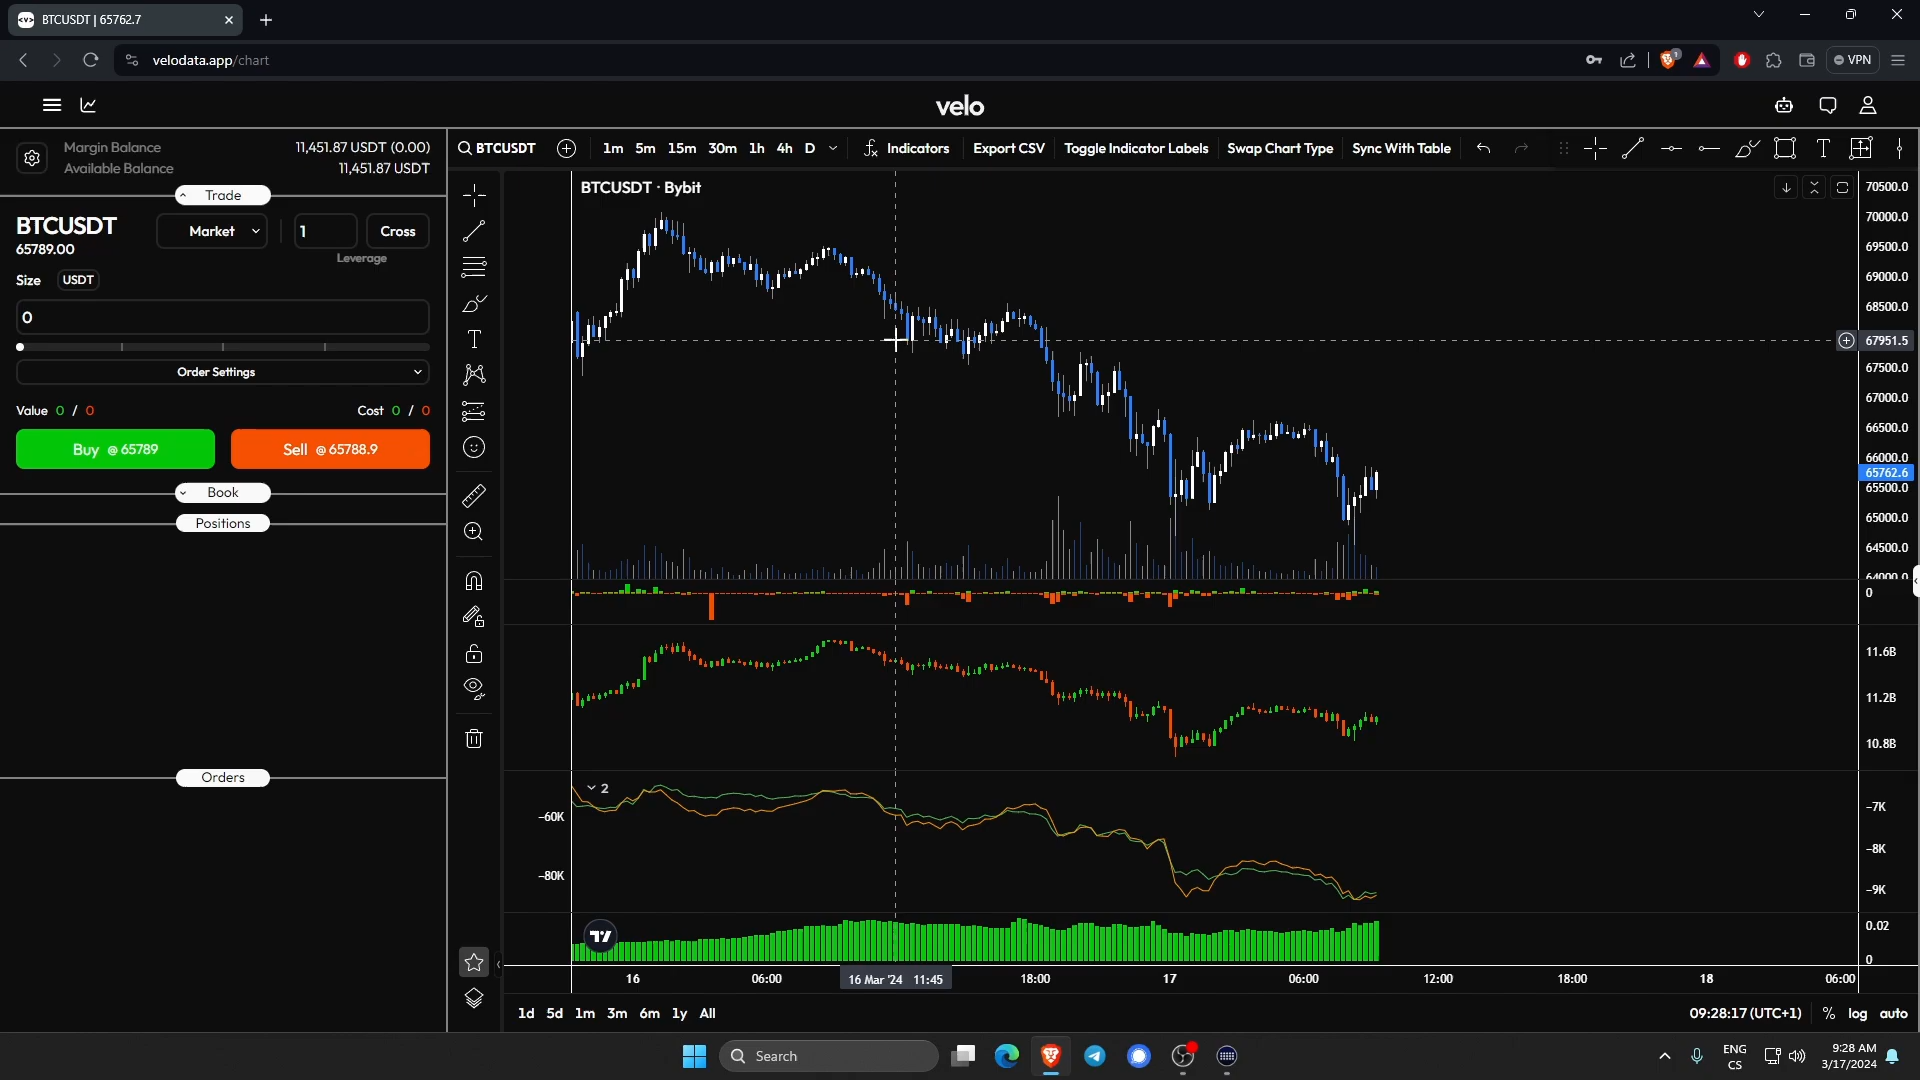 BTCUSDT | 65762.7
velodata.app/chart
1
VPN
velo
Margin Balance
11,451.87 USDT (0.00)
Available Balance
11,451.87 USDT
Trade
BTCUSDT
65789.00
Market
1
Cross
Leverage
Size
USDT
0
Order Settings
Value 0 / 0
Cost 0 / 0
Buy @ 65789
Sell @ 65788.9
Book
Positions
Orders
BTCUSDT
1m 5m 15m 30m 1h 4h D
Indicators
Export CSV
Toggle Indicator Labels
Swap Chart Type
Sync With Table
BTCUSDT · Bybit
70500.0
70000.0
69500.0
69000.0
68500.0
67951.5
67500.0
67000.0
66500.0
66000.0
65762.6
65500.0
65000.0
64500.0
64000.0
0
11.6B
11.2B
10.8B
2
-60K
-80K
-7K
-8K
-9K
0.02
0
16
06:00
16 Mar '24 11:45
18:00
17
06:00
12:00
18:00
18
06:00
1d 5d 1m 3m 6m 1y All
09:28:17 (UTC+1)
% log auto
Search
ENG
CS
9:28 AM
3/17/2024